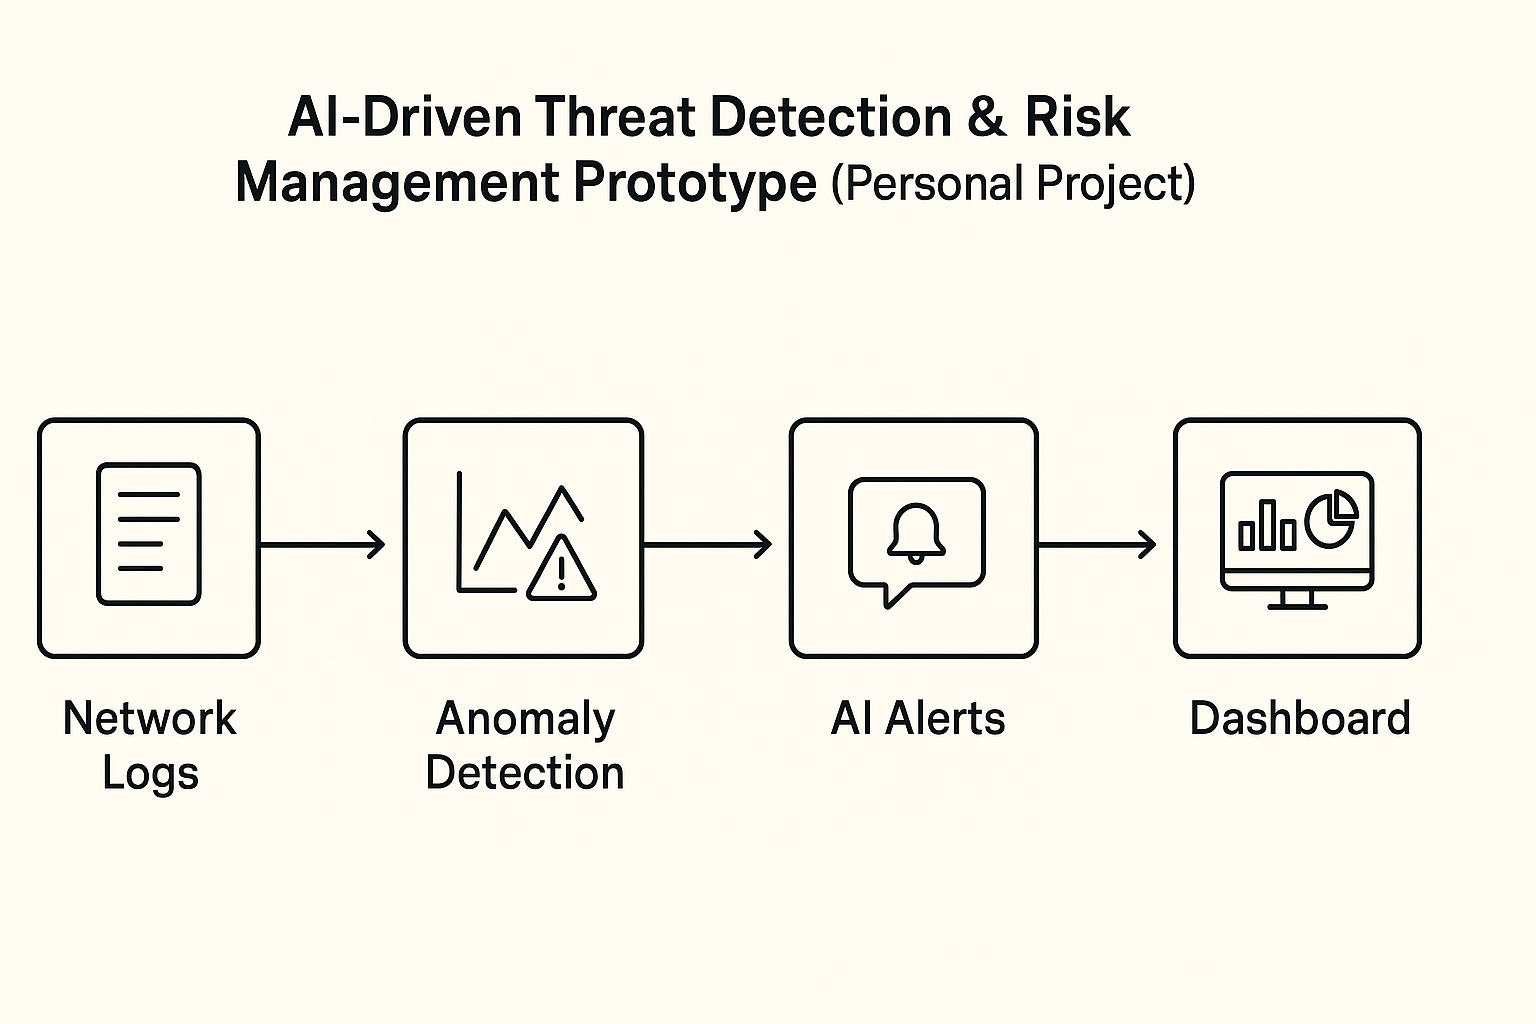 AI-Driven Threat Detection & Risk
Management Prototype (Personal Project)
Network
Logs
Anomaly
Detection
AI Alerts
Dashboard